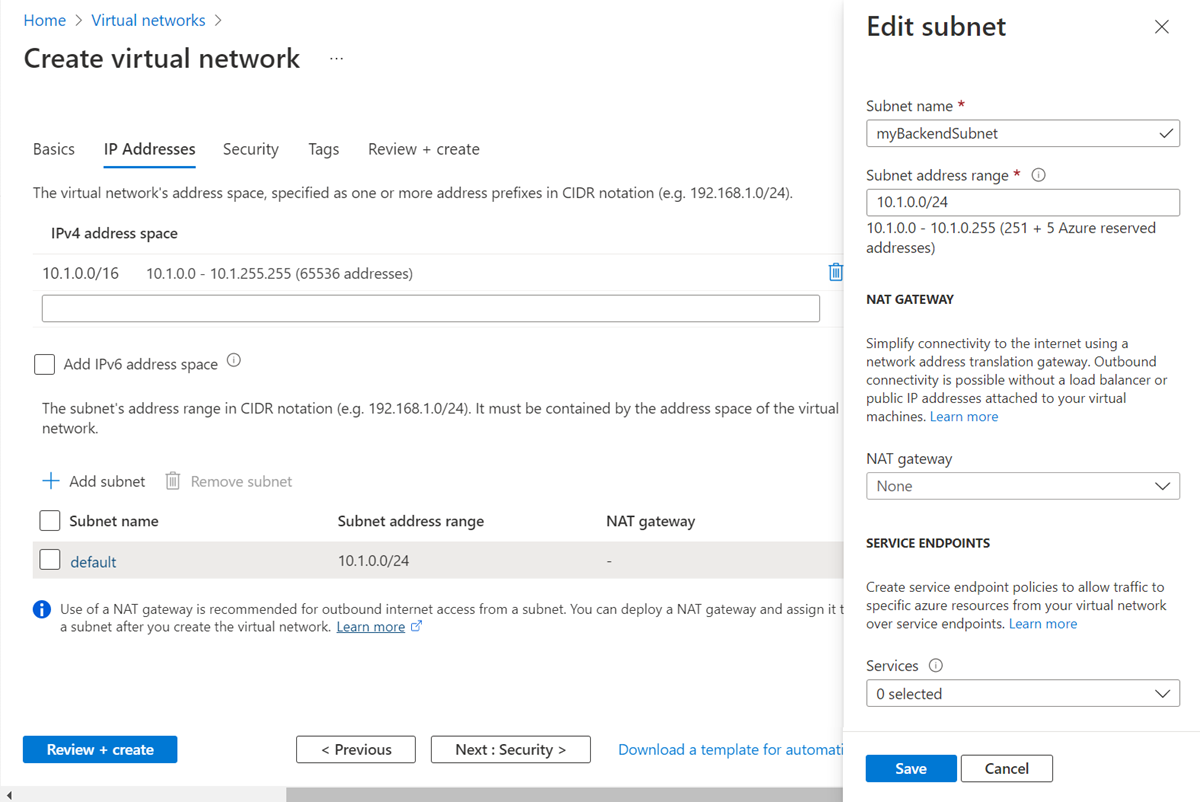 Home > Virtual networks >
Create virtual network ...
Basics IP Addresses Security Tags Review + create
The virtual network's address space, specified as one or more address prefixes in CIDR notation (e.g. 192.168.1.0/24).
IPv4 address space
10.1.0.0/16 10.1.0.0 - 10.1.255.255 (65536 addresses)
Add IPv6 address space
The subnet's address range in CIDR notation (e.g. 192.168.1.0/24). It must be contained by the address space of the virtual
network.
Add subnet Remove subnet
Subnet name Subnet address range NAT gateway
default 10.1.0.0/24 -
Use of a NAT gateway is recommended for outbound internet access from a subnet. You can deploy a NAT gateway and assign it t
a subnet after you create the virtual network. Learn more
Review + create < Previous Next : Security > Download a template for automati
Edit subnet
Subnet name *
myBackendSubnet
Subnet address range *
10.1.0.0/24
10.1.0.0 - 10.1.0.255 (251 + 5 Azure reserved
addresses)
NAT GATEWAY
Simplify connectivity to the internet using a
network address translation gateway. Outbound
connectivity is possible without a load balancer or
public IP addresses attached to your virtual
machines. Learn more
NAT gateway
None
SERVICE ENDPOINTS
Create service endpoint policies to allow traffic to
specific azure resources from your virtual network
over service endpoints. Learn more
Services
0 selected
Save Cancel